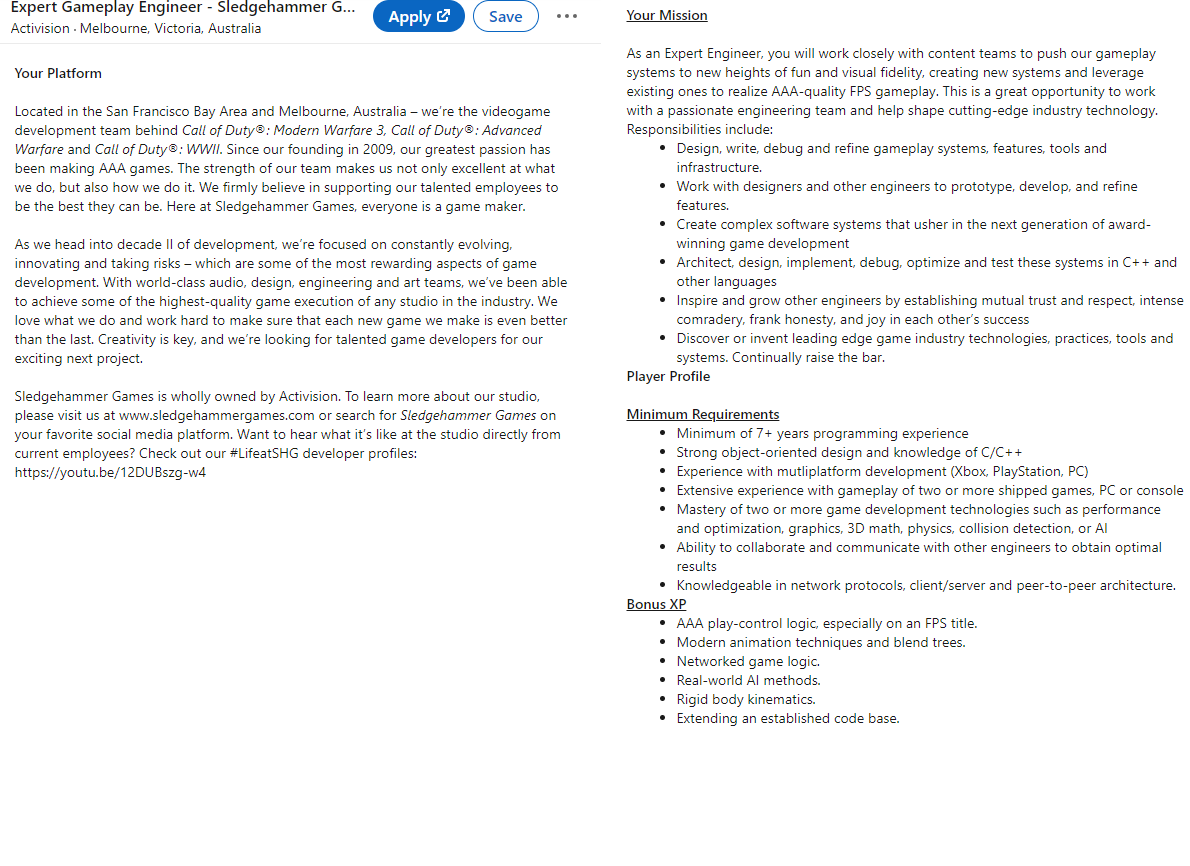 Expert Gameplay Engineer - Sledgehammer G...
Apply
Save
Activision · Melbourne, Victoria, Australia
Your Platform
Located in the San Francisco Bay Area and Melbourne, Australia – we're the videogame
development team behind Call of Duty®: Modern Warfare 3, Call of Duty®: Advanced
Warfare and Call of Duty®: WWII. Since our founding in 2009, our greatest passion has
been making AAA games. The strength of our team makes us not only excellent at what
we do, but also how we do it. We firmly believe in supporting our talented employees to
be the best they can be. Here at Sledgehammer Games, everyone is a game maker.
As we head into decade II of development, we're focused on constantly evolving,
innovating and taking risks – which are some of the most rewarding aspects of game
development. With world-class audio, design, engineering and art teams, we've been able
to achieve some of the highest-quality game execution of any studio in the industry. We
love what we do and work hard to make sure that each new game we make is even better
than the last. Creativity is key, and we're looking for talented game developers for our
exciting next project.
Sledgehammer Games is wholly owned by Activision. To learn more about our studio,
please visit us at www.sledgehammergames.com or search for Sledgehammer Games on
your favorite social media platform. Want to hear what it's like at the studio directly from
current employees? Check out our #LifeatSHG developer profiles:
https://youtu.be/12DUBszg-w4
Your Mission
As an Expert Engineer, you will work closely with content teams to push our gameplay
systems to new heights of fun and visual fidelity, creating new systems and leverage
existing ones to realize AAA-quality FPS gameplay. This is a great opportunity to work
with a passionate engineering team and help shape cutting-edge industry technology.
Responsibilities include:
• Design, write, debug and refine gameplay systems, features, tools and
infrastructure.
• Work with designers and other engineers to prototype, develop, and refine
features.
• Create complex software systems that usher in the next generation of award-
winning game development
• Architect, design, implement, debug, optimize and test these systems in C++ and
other languages
• Inspire and grow other engineers by establishing mutual trust and respect, intense
comradery, frank honesty, and joy in each other's success
• Discover or invent leading edge game industry technologies, practices, tools and
systems. Continually raise the bar.
Player Profile
Minimum Requirements
• Minimum of 7+ years programming experience
• Strong object-oriented design and knowledge of C/C++
• Experience with mutliplatform development (Xbox, PlayStation, PC)
• Extensive experience with gameplay of two or more shipped games, PC or console
• Mastery of two or more game development technologies such as performance
and optimization, graphics, 3D math, physics, collision detection, or AI
• Ability to collaborate and communicate with other engineers to obtain optimal
results
• Knowledgeable in network protocols, client/server and peer-to-peer architecture.
Bonus XP
• AAA play-control logic, especially on an FPS title.
• Modern animation techniques and blend trees.
• Networked game logic.
• Real-world AI methods.
• Rigid body kinematics.
• Extending an established code base.